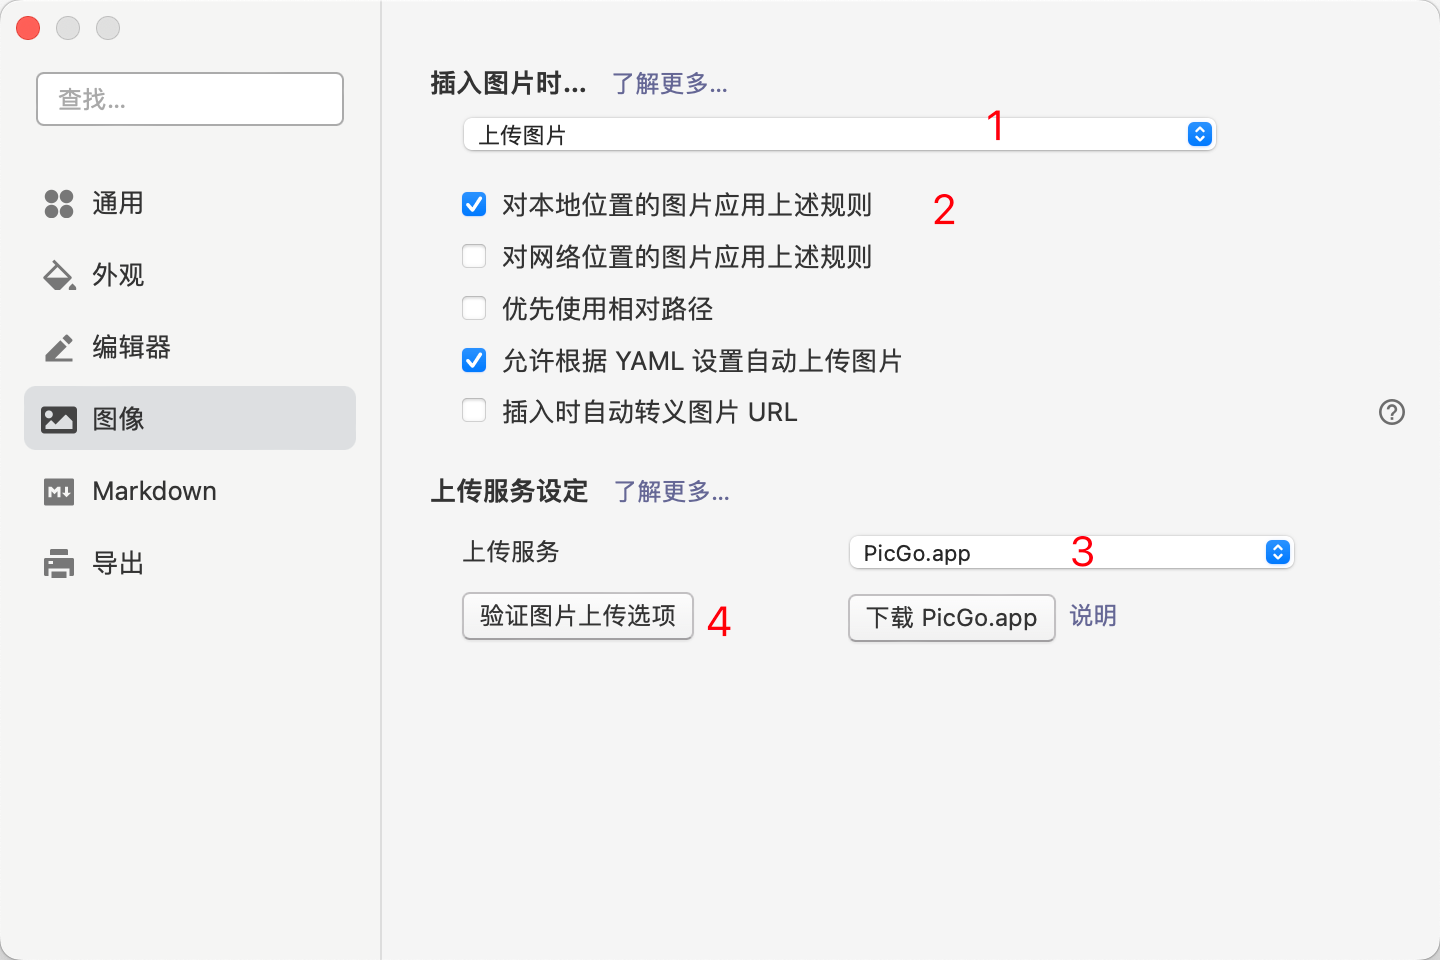 查找...
通用
外观
编辑器
图像
Markdown
导出
插入图片时... 了解更多...
上传图片 1
对本地位置的图片应用上述规则 2
对网络位置的图片应用上述规则
优先使用相对路径
允许根据 YAML 设置自动上传图片
插入时自动转义图片 URL
上传服务设定 了解更多...
上传服务 PicGo.app 3
验证图片上传选项 4 下载 PicGo.app 说明